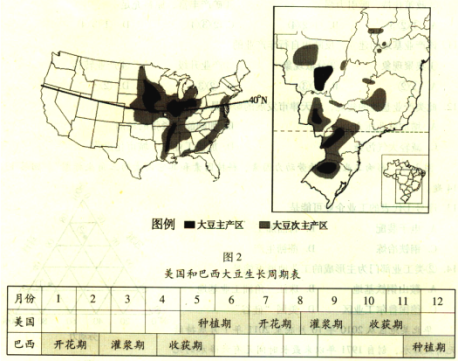 40°N
图例 大豆主产区 大豆次主产区
图 2
美国和巴西大豆生长周期表
月份 1 2 3 4 5 6 7 8 9 10 11 12
美国 种植期 开花期 灌浆期 收获期
巴西 开花期 灌浆期 收获期 种植期